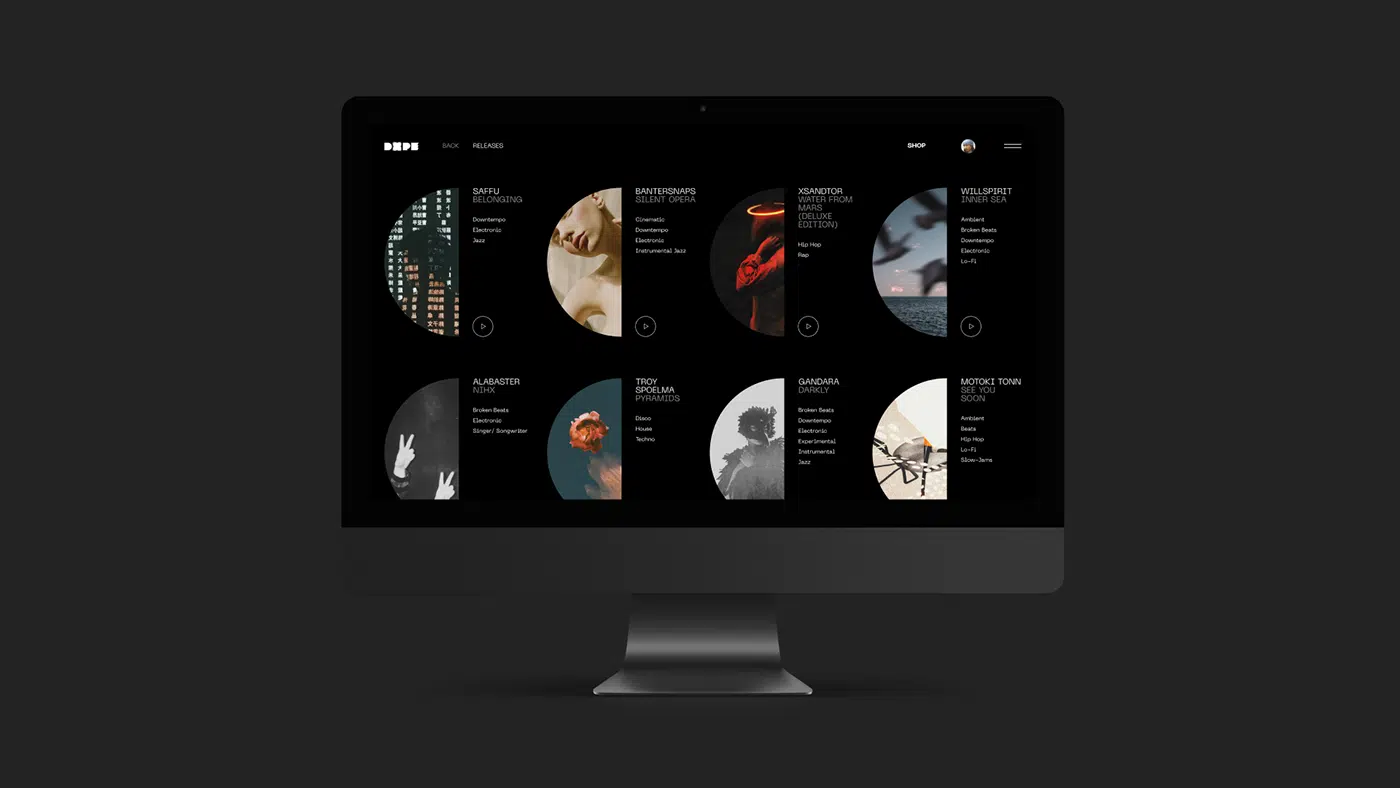 DXPE
BACK
RELEASES
SHOP
SAFFU
BELONGING
Downtempo
Electronic
Jazz
BANTERSNAPS
SILENT OPERA
Cinematic
Downtempo
Electronic
Instrumental Jazz
XSANDTOR
WATER FROM
MARS
(DELUXE
EDITION)
Hip Hop
Rap
WILLSPIRIT
INNER SEA
Ambient
Broken Beats
Downtempo
Electronic
Lo-Fi
ALABASTER
NIHX
Broken Beats
Electronic
Singer/ Songwriter
TROY
SPOELMA
PYRAMIDS
Disco
House
Techno
GANDARA
DARKLY
Broken Beats
Downtempo
Electronic
Experimental
Instrumental
Jazz
MOTOKI TONN
SEE YOU
SOON
Ambient
Beats
Hip Hop
Lo-Fi
Slow-Jams